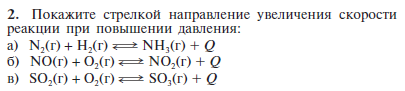 2. Покажите стрелкой направление увеличения скорости
реакции при повышении давления:
а) N₂(г) + H₂(г) ⇌ NH₃(г) + Q
б) NO(г) + O₂(г) ⇌ NO₂(г) + Q
в) SO₂(г) + O₂(г) ⇌ SO₃(г) + Q